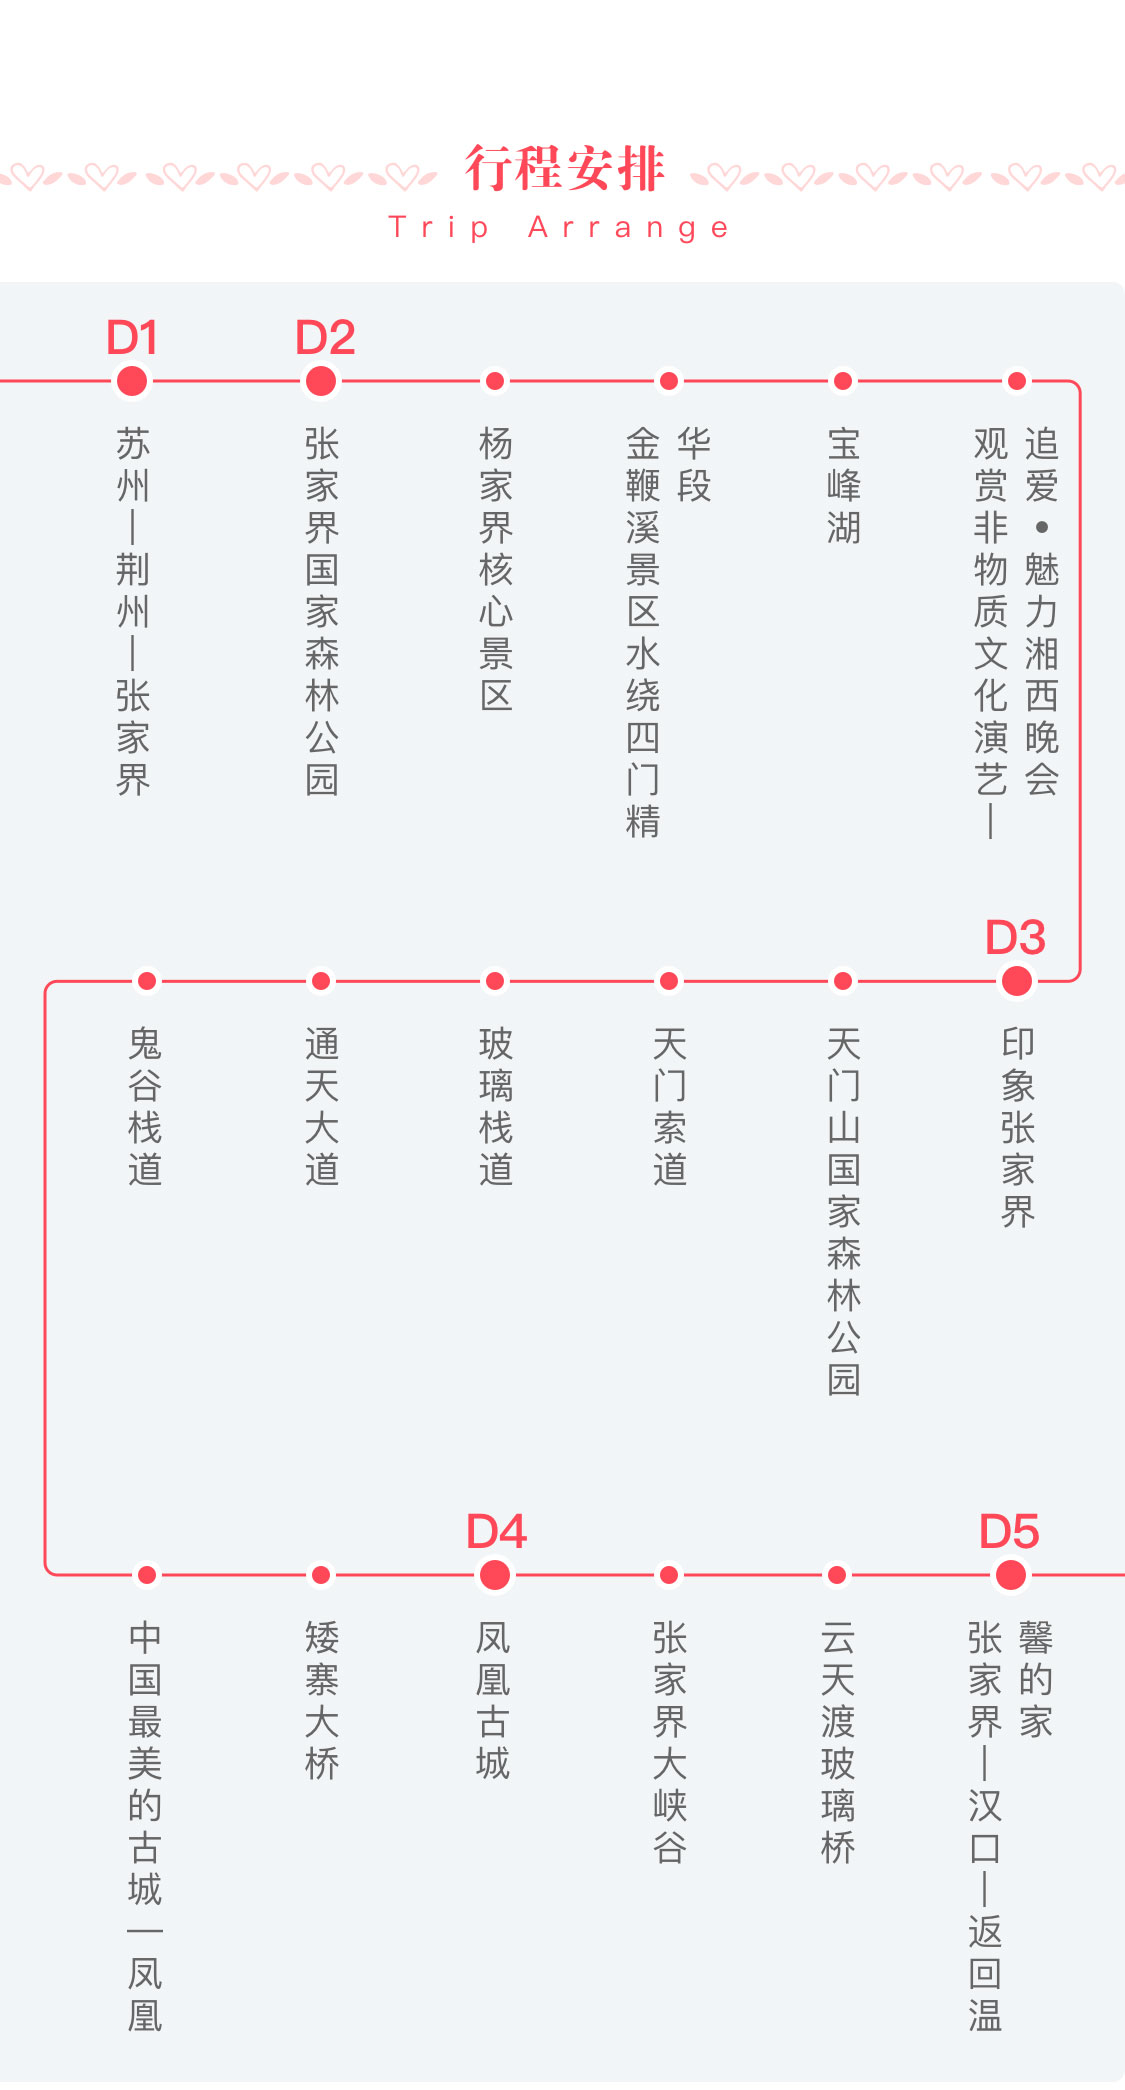 行程安排
Trip Arrange
D1
苏州—荆州—张家界
D2
张家界国家森林公园
杨家界核心景区
金鞭溪景区水绕四门精
华段
宝峰湖
观赏非物质文化演艺—
追爱•魅力湘西晚会
D3
印象张家界
天门山国家森林公园
天门索道
玻璃栈道
通天大道
鬼谷栈道
中国最美的古城—凤凰
矮寨大桥
D4
凤凰古城
张家界大峡谷
云天渡玻璃桥
D5
张家界—汉口—返回温
馨的家